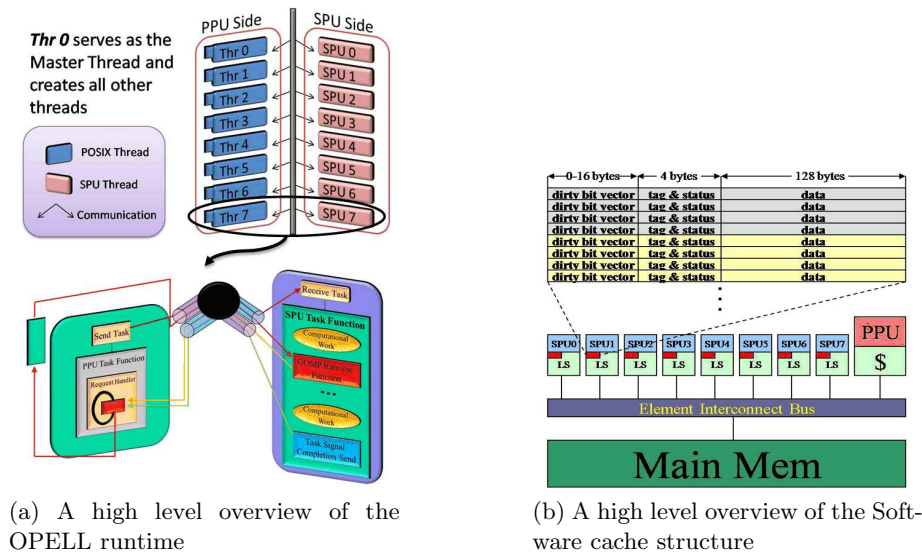 Thr 0 serves as the
Master Thread and
creates all other
threads
POSIX Thread
SPU Thread
Communication
PPU Side
SPU Side
Thr 0
SPU 0
Thr 1
SPU 1
Thr 2
SPU 2
Thr 3
SPU 3
Thr 4
SPU 4
Thr 5
SPU 5
Thr 6
SPU 6
Thr 7
SPU 7
Send Task
PPU Task Function
Request Handler
Receive Task
SPU Task Function
Computational
Work
GOMP Runtime
Function
...
Computational
Work
Task Signal
Completion Send
(a) A high level overview of the
OPELL runtime
0-16 bytes 4 bytes 128 bytes
dirty bit vector tag & status data
dirty bit vector tag & status data
dirty bit vector tag & status data
dirty bit vector tag & status data
dirty bit vector tag & status data
dirty bit vector tag & status data
dirty bit vector tag & status data
dirty bit vector tag & status data
SPU0 SPU1 SPU2 SPU3 SPU4 SPU5 SPU6 SPU7 PPU
LS LS LS LS LS LS LS LS $
Element Interconnect Bus
Main Mem
(b) A high level overview of the Soft-
ware cache structure